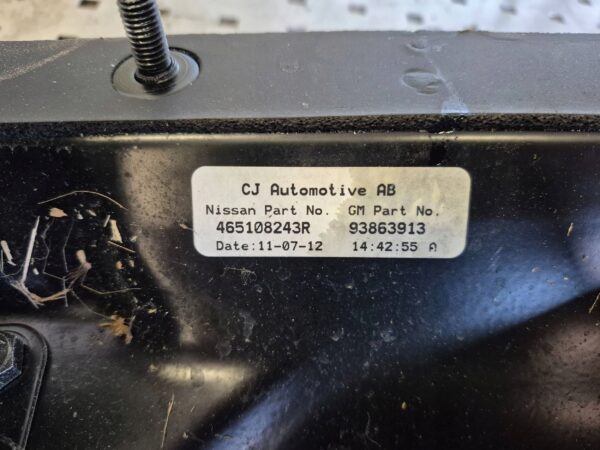 CJ Automotive AB
Nissan Part No. GM Part No.
465108243R 93863913
Date:11-07-12 14:42:55 A